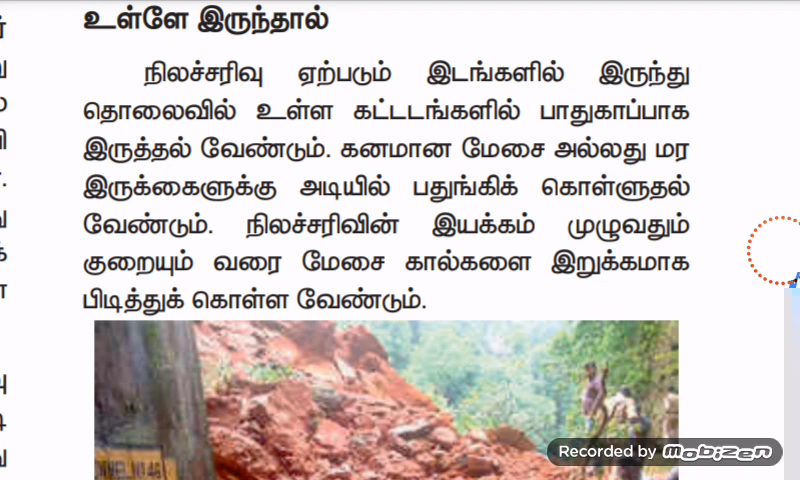 உள்ளே இருந்தால்
நிலச்சரிவு ஏற்படும் இடங்களில் இருந்து
தொலைவில் உள்ள கட்டடங்களில் பாதுகாப்பாக
இருத்தல் வேண்டும். கனமான மேசை அல்லது மர
இருக்கைளுக்கு அடியில் பதுங்கிக் கொள்ளுதல்
வேண்டும். நிலச்சரிவின் இயக்கம் முழுவதும்
குறையும் வரை மேசை கால்களை இறுக்கமாக
பிடித்துக் கொள்ள வேண்டும்.
Recorded by mobizen